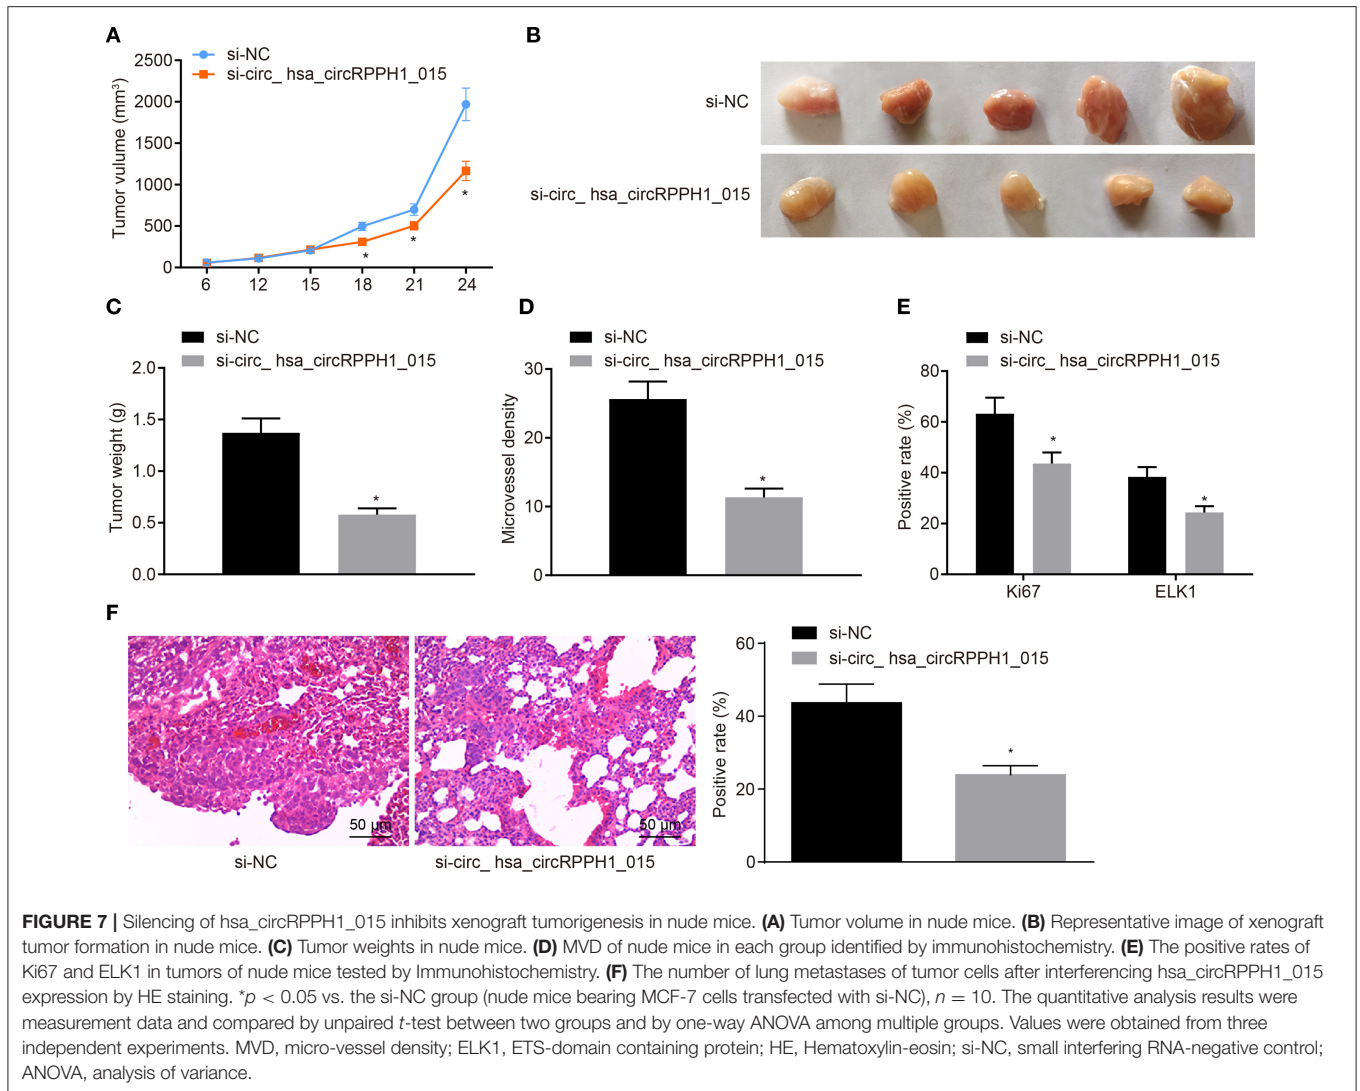 A
si-NC
si-circ_ hsa_circRPPH1_015
Tumor vulume (mm³)
2500
2000
1500
1000
500
0
6 12 15 18 21 24
*
*
*
B
si-NC
si-circ_ hsa_circRPPH1_015
C
si-NC
si-circ_ hsa_circRPPH1_015
Tumor weight (g)
2.0
1.5
1.0
0.5
0.0
*
D
si-NC
si-circ_ hsa_circRPPH1_015
Microvessel density
30
20
10
0
*
E
si-NC
si-circ_ hsa_circRPPH1_015
Positive rate (%)
80
60
40
20
0
*
*
Ki67 ELK1
F
50 µm
si-NC
50 µm
si-circ_ hsa_circRPPH1_015
si-NC
si-circ_ hsa_circRPPH1_015
Positive rate (%)
60
40
20
0
*
FIGURE 7 | Silencing of hsa_circRPPH1_015 inhibits xenograft tumorigenesis in nude mice. (A) Tumor volume in nude mice. (B) Representative image of xenograft
tumor formation in nude mice. (C) Tumor weights in nude mice. (D) MVD of nude mice in each group identified by immunohistochemistry. (E) The positive rates of
Ki67 and ELK1 in tumors of nude mice tested by Immunohistochemistry. (F) The number of lung metastases of tumor cells after interferencing hsa_circRPPH1_015
expression by HE staining. *p < 0.05 vs. the si-NC group (nude mice bearing MCF-7 cells transfected with si-NC), n = 10. The quantitative analysis results were
measurement data and compared by unpaired t-test between two groups and by one-way ANOVA among multiple groups. Values were obtained from three
independent experiments. MVD, micro-vessel density; ELK1, ETS-domain containing protein; HE, Hematoxylin-eosin; si-NC, small interfering RNA-negative control;
ANOVA, analysis of variance.